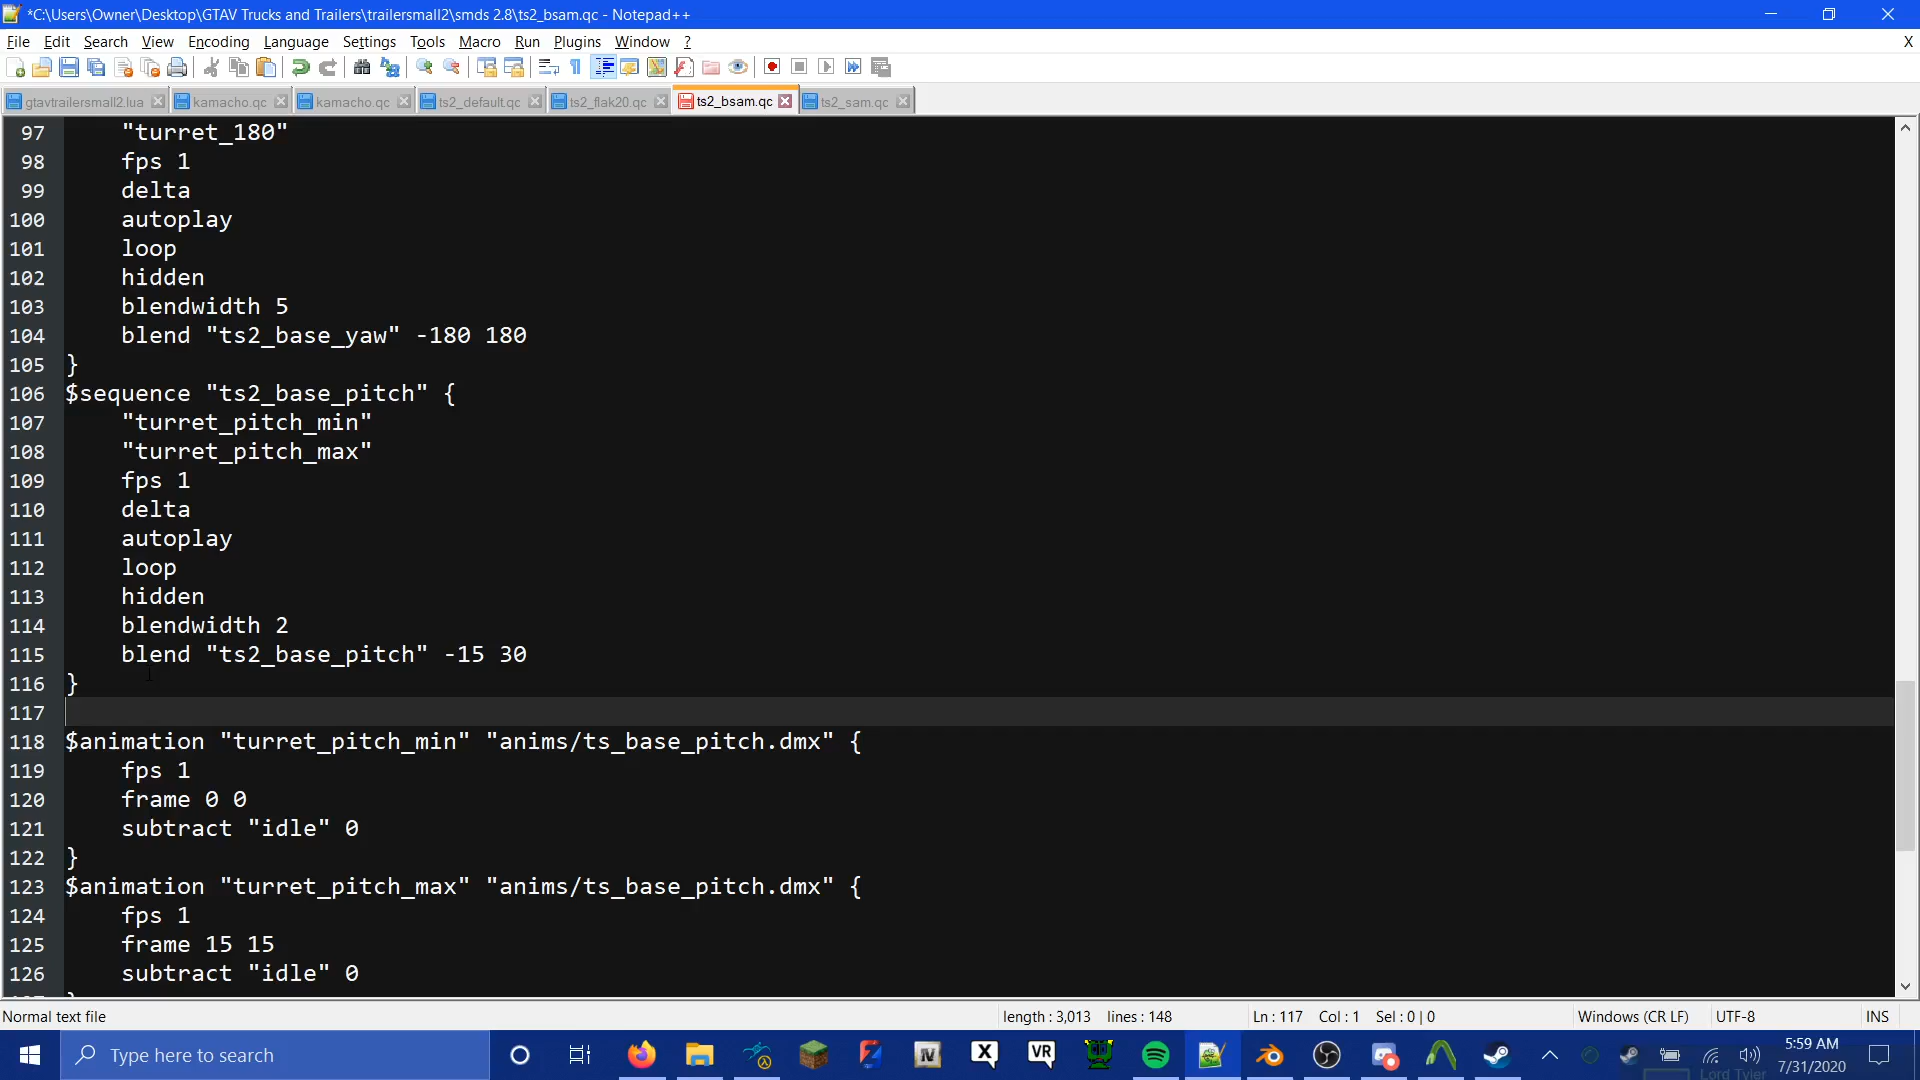 *C:\Users\Owner\Desktop\GTAV Trucks and Trailers\trailersmall2\smds 2.8\ts2_bsam.qc - Notepad++
File Edit Search View Encoding Language Settings Tools Macro Run Plugins Window ? X
gtavtrailersmall2.lua kamacho.qc kamacho.qc ts2_default.qc ts2_flak20.qc ts2_bsam.qc ts2_sam.qc
97 "turret_180"
98 fps 1
99 delta
100 autoplay
101 loop
102 hidden
103 blendwidth 5
104 blend "ts2_base_yaw" -180 180
105 }
106 $sequence "ts2_base_pitch" {
107 "turret_pitch_min"
108 "turret_pitch_max"
109 fps 1
110 delta
111 autoplay
112 loop
113 hidden
114 blendwidth 2
115 blend "ts2_base_pitch" -15 30
116 }
117
118 $animation "turret_pitch_min" "anims/ts_base_pitch.dmx" {
119 fps 1
120 frame 0 0
121 subtract "idle" 0
122 }
123 $animation "turret_pitch_max" "anims/ts_base_pitch.dmx" {
124 fps 1
125 frame 15 15
126 subtract "idle" 0
Normal text file length : 3,013 lines : 148 Ln : 117 Col : 1 Sel : 0 | 0 Windows (CR LF) UTF-8 INS
Type here to search IV X VR 5:59 AM
7/31/2020
Lord Tyler